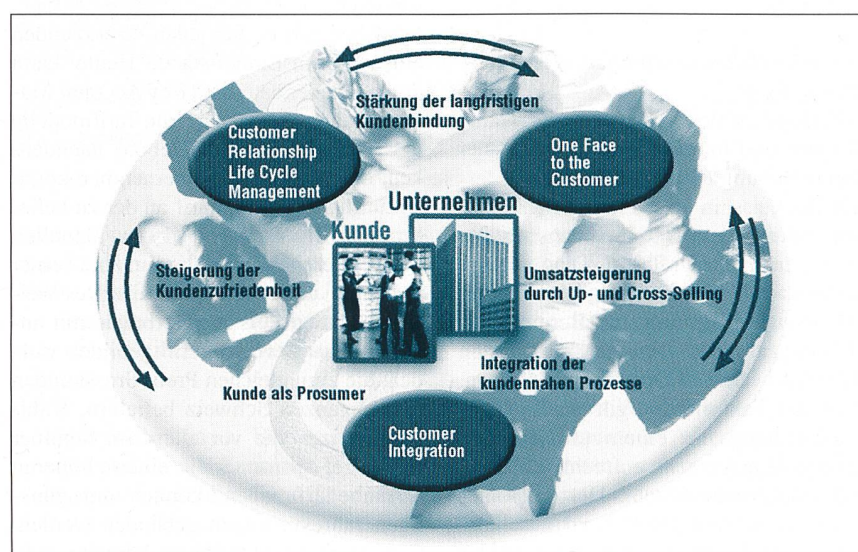 Stärkung der langfristigen
Kundenbindung
Customer
Relationship
Life Cycle
Management
One Face
to the
Customer
Unternehmen
Kunde
Steigerung der
Kundenzufriedenheit
Umsatzsteigerung
durch Up- und Cross-Selling
Integration der
kundennahen Prozesse
Kunde als Prosumer
Customer
Integration